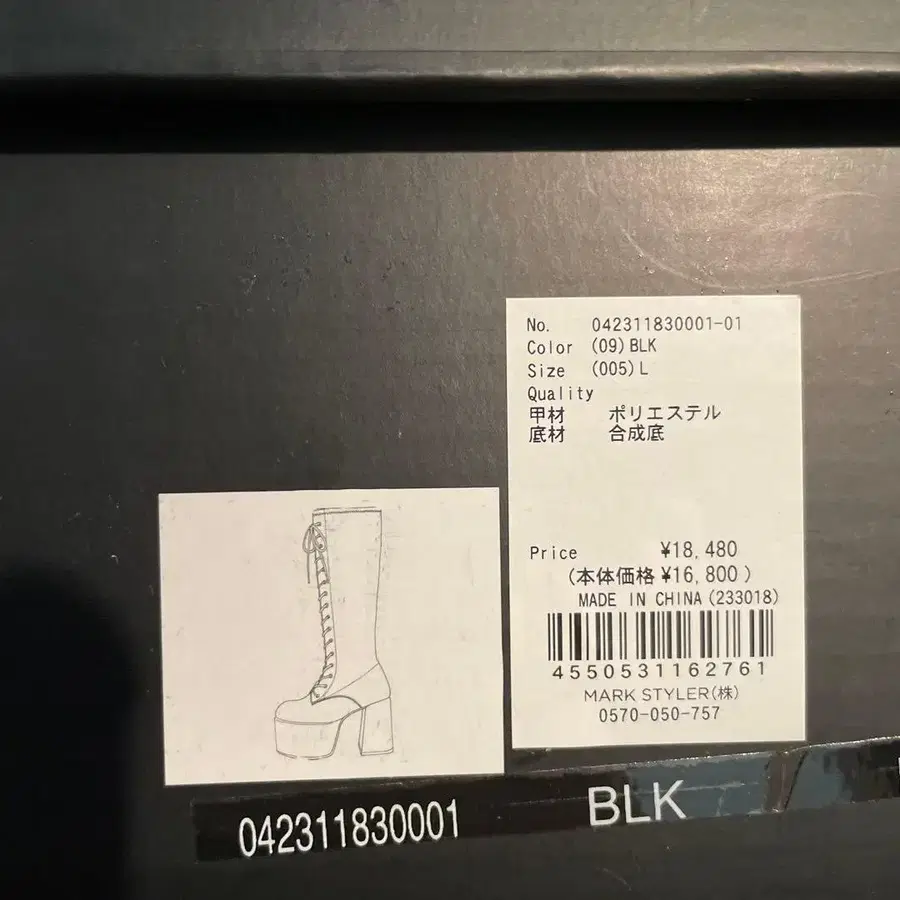 No. 042311830001-01
Color (09)BLK
Size (005)L
Quality
甲材 ポリエステル
底材 合成底
Price ¥18,480
(本体価格 ¥16,800)
MADE IN CHINA(233018)
4550531162761
MARK STYLER(株)
0570-050-757
042311830001 BLK